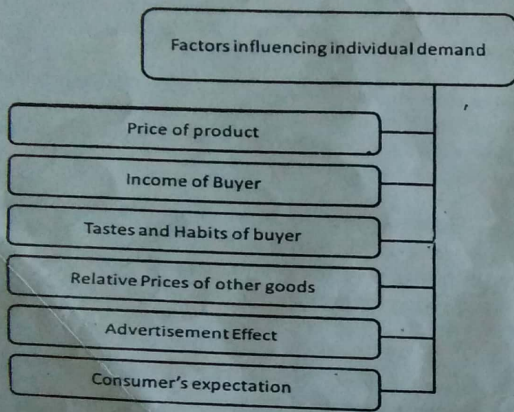 Factors influencing individual demand
Price of product
Income of Buyer
Tastes and Habits of buyer
Relative Prices of other goods
Advertisement Effect
Consumer's expectation